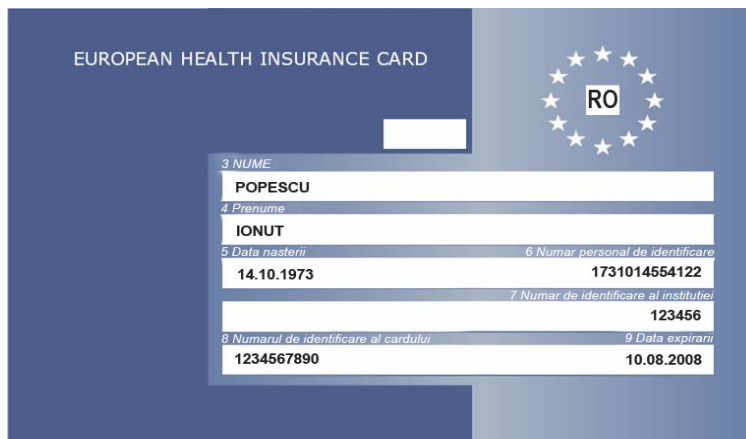 EUROPEAN HEALTH INSURANCE CARD
RO
3 NUME
POPESCU
4 Prenume
IONUT
5 Data nasterii 6 Numar personal de identificare
14.10.1973 1731014554122
7 Numar de identificare al institutiei
123456
8 Numarul de identificare al cardului 9 Data expirarii
1234567890 10.08.2008